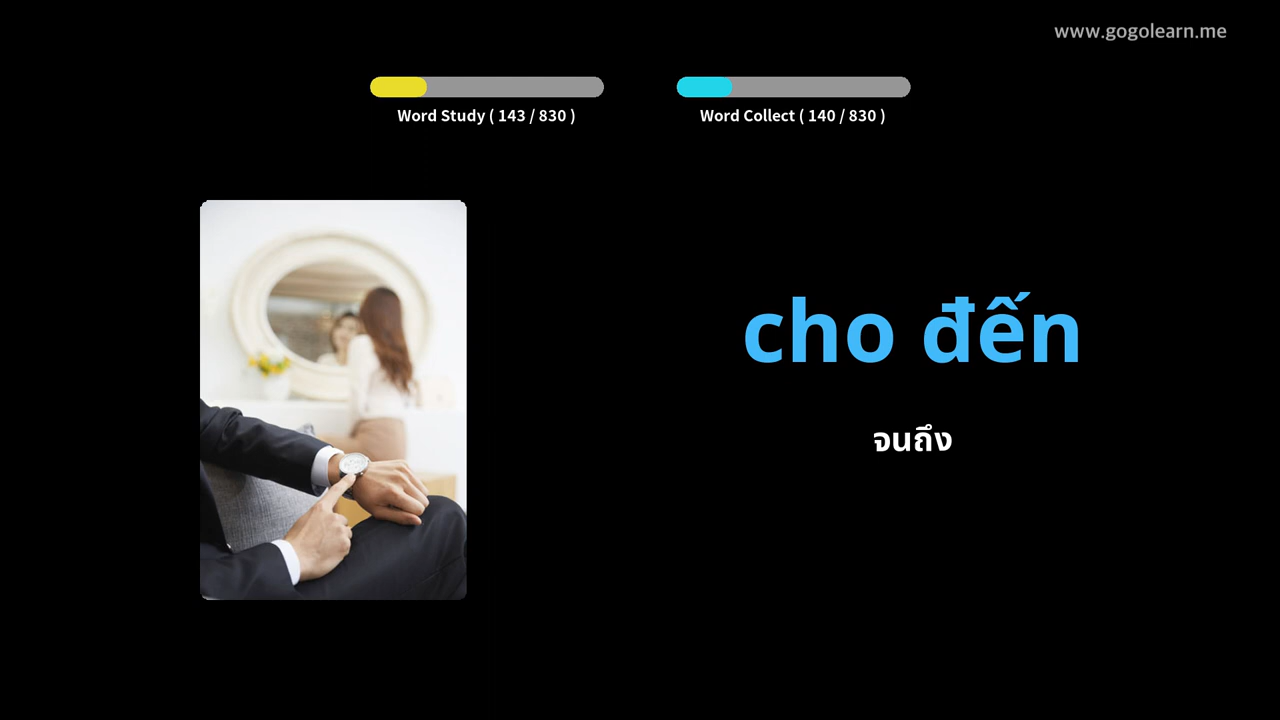 www.gogolearn.me
Word Study ( 143 / 830 )
Word Collect ( 140 / 830 )
cho đến
จนถึง